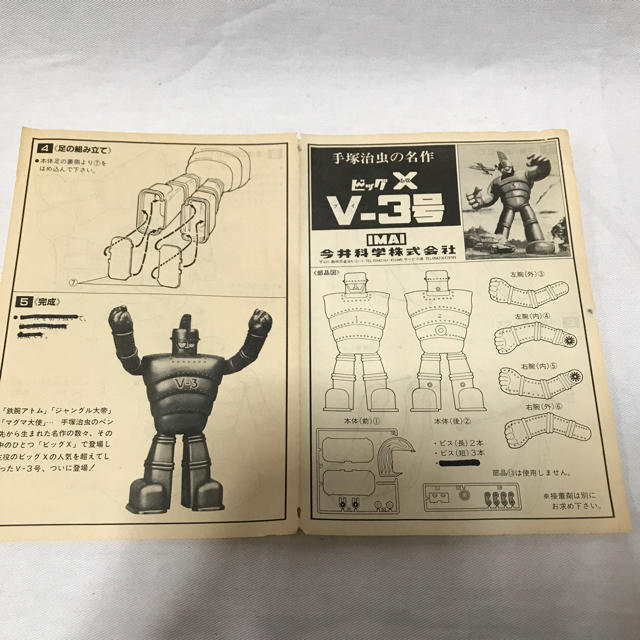 4 《足の組み立て》
●本体足の裏側より⑦を
はめ込んで下さい。
⑦
5 《完成》
V-3
「鉄腕アトム」「ジャングル大帝」
「マグマ大使」… 手塚治虫のペン
先から生まれた名作の数々、その
中のひとつ「ビッグX」で登場し
主役のビッグXの人気を超えてし
ったV-3号、ついに登場！
手塚治虫の名作
ビッグX
V-3号
IMAI
今井科学株式会社
《部品図》
左腕(外)③
左腕(内)④
右腕(内)⑤
右腕(外)⑥
1
2
本体(前)①
本体(後)②
・ビス(長)2本
・ビス(短)3本
部品⑬は使用しません。
※接着剤は別に
お求め下さい。